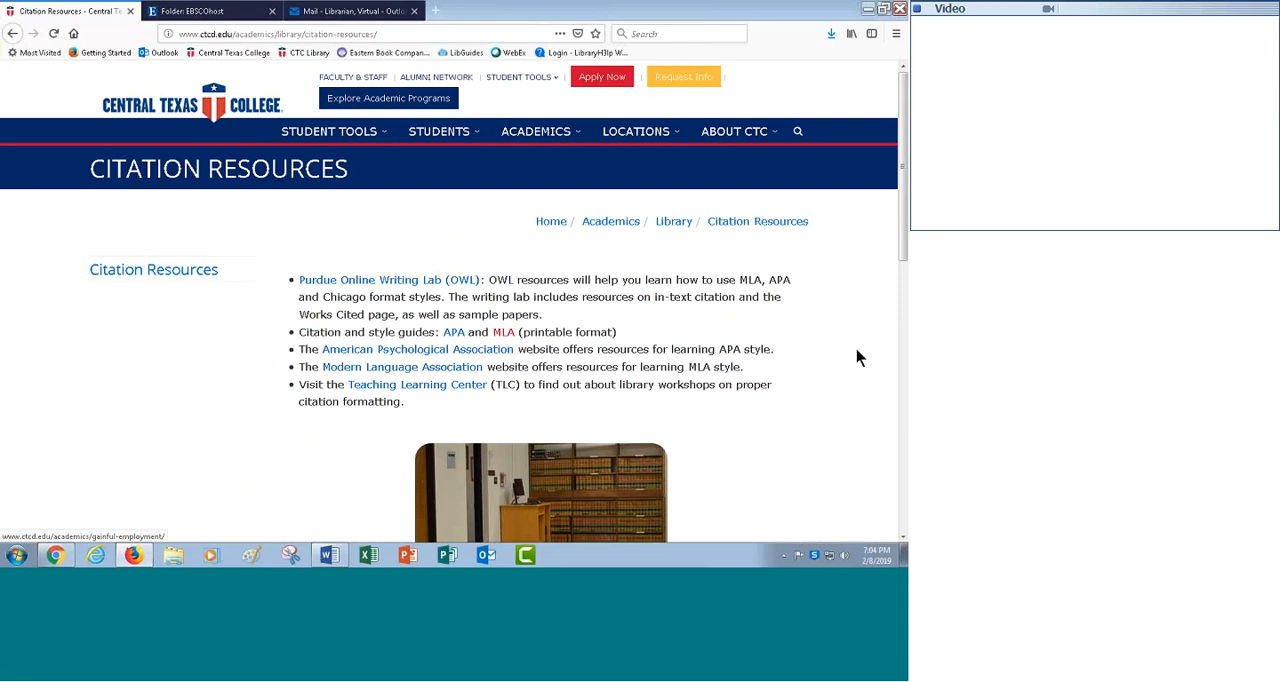 Citation Resources - Central Te
Folder: EBSCOhost
Mail - Librarian, Virtual - Outlo
Video
www.ctcd.edu/academics/library/citation-resources/
Search
Most Visited
Getting Started
Outlook
Central Texas College
CTC Library
Eastern Book Compan...
LibGuides
WebEx
Login - LibraryH3lp W...
FACULTY & STAFF
ALUMNI NETWORK
STUDENT TOOLS
Apply Now
Request Info
CENTRAL TEXAS COLLEGE
Explore Academic Programs
STUDENT TOOLS
STUDENTS
ACADEMICS
LOCATIONS
ABOUT CTC
CITATION RESOURCES
Home / Academics / Library / Citation Resources
Citation Resources
• Purdue Online Writing Lab (OWL): OWL resources will help you learn how to use MLA, APA
and Chicago format styles. The writing lab includes resources on in-text citation and the
Works Cited page, as well as sample papers.
• Citation and style guides: APA and MLA (printable format)
• The American Psychological Association website offers resources for learning APA style.
• The Modern Language Association website offers resources for learning MLA style.
• Visit the Teaching Learning Center (TLC) to find out about library workshops on proper
citation formatting.
www.ctcd.edu/academics/gainful-employment/
7:04 PM
2/8/2019